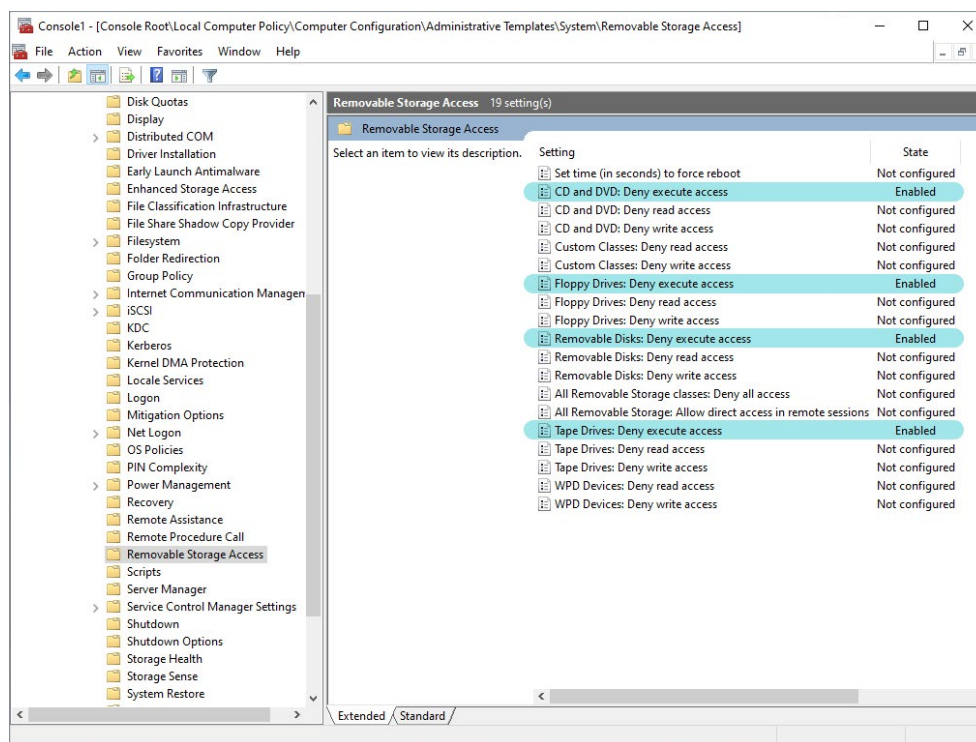 Console1 - [Console Root\Local Computer Policy\Computer Configuration\Administrative Templates\System\Removable Storage Access]
File Action View Favorites Window Help
Disk Quotas
Display
Distributed COM
Driver Installation
Early Launch Antimalware
Enhanced Storage Access
File Classification Infrastructure
File Share Shadow Copy Provider
Filesystem
Folder Redirection
Group Policy
Internet Communication Managen
iSCSI
KDC
Kerberos
Kernel DMA Protection
Locale Services
Logon
Mitigation Options
Net Logon
OS Policies
PIN Complexity
Power Management
Recovery
Remote Assistance
Remote Procedure Call
Removable Storage Access
Scripts
Server Manager
Service Control Manager Settings
Shutdown
Shutdown Options
Storage Health
Storage Sense
System Restore
Removable Storage Access 19 setting(s)
Removable Storage Access
Select an item to view its description.
Setting State
Set time (in seconds) to force reboot Not configured
CD and DVD: Deny execute access Enabled
CD and DVD: Deny read access Not configured
CD and DVD: Deny write access Not configured
Custom Classes: Deny read access Not configured
Custom Classes: Deny write access Not configured
Floppy Drives: Deny execute access Enabled
Floppy Drives: Deny read access Not configured
Floppy Drives: Deny write access Not configured
Removable Disks: Deny execute access Enabled
Removable Disks: Deny read access Not configured
Removable Disks: Deny write access Not configured
All Removable Storage classes: Deny all access Not configured
All Removable Storage: Allow direct access in remote sessions Not configured
Tape Drives: Deny execute access Enabled
Tape Drives: Deny read access Not configured
Tape Drives: Deny write access Not configured
WPD Devices: Deny read access Not configured
WPD Devices: Deny write access Not configured
Extended Standard